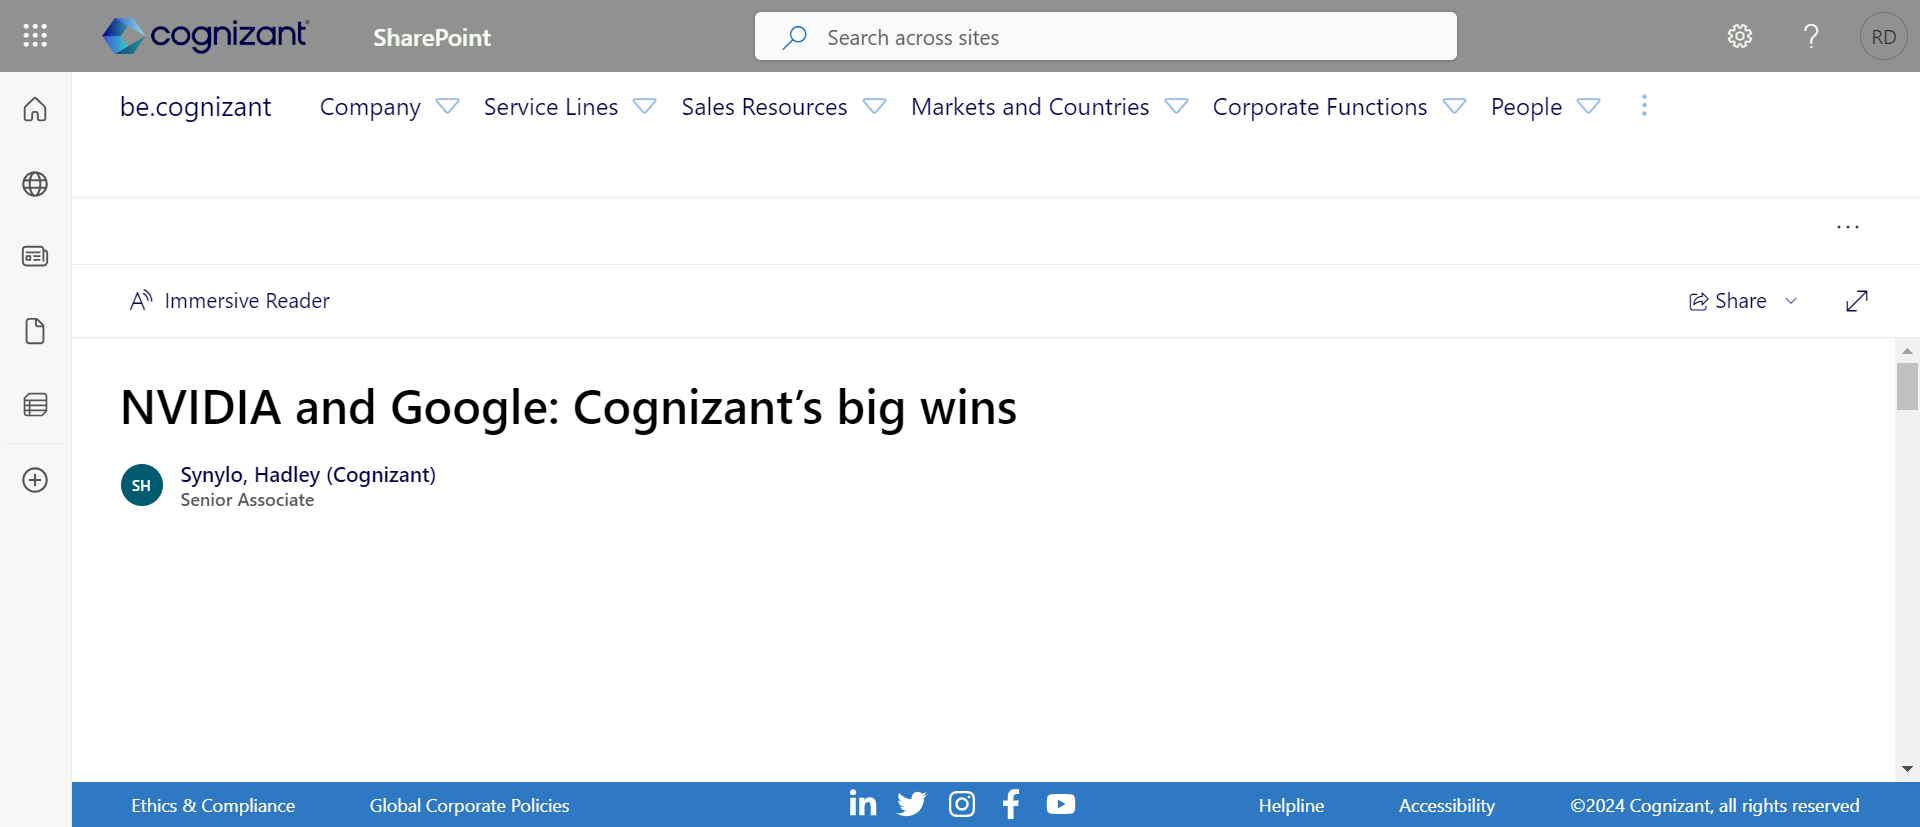 cognizant
SharePoint
Search across sites
RD
be.cognizant
Company
Service Lines
Sales Resources
Markets and Countries
Corporate Functions
People
Immersive Reader
Share
NVIDIA and Google: Cognizant’s big wins
SH
Synylo, Hadley (Cognizant)
Senior Associate
Ethics & Compliance
Global Corporate Policies
Helpline
Accessibility
©2024 Cognizant, all rights reserved